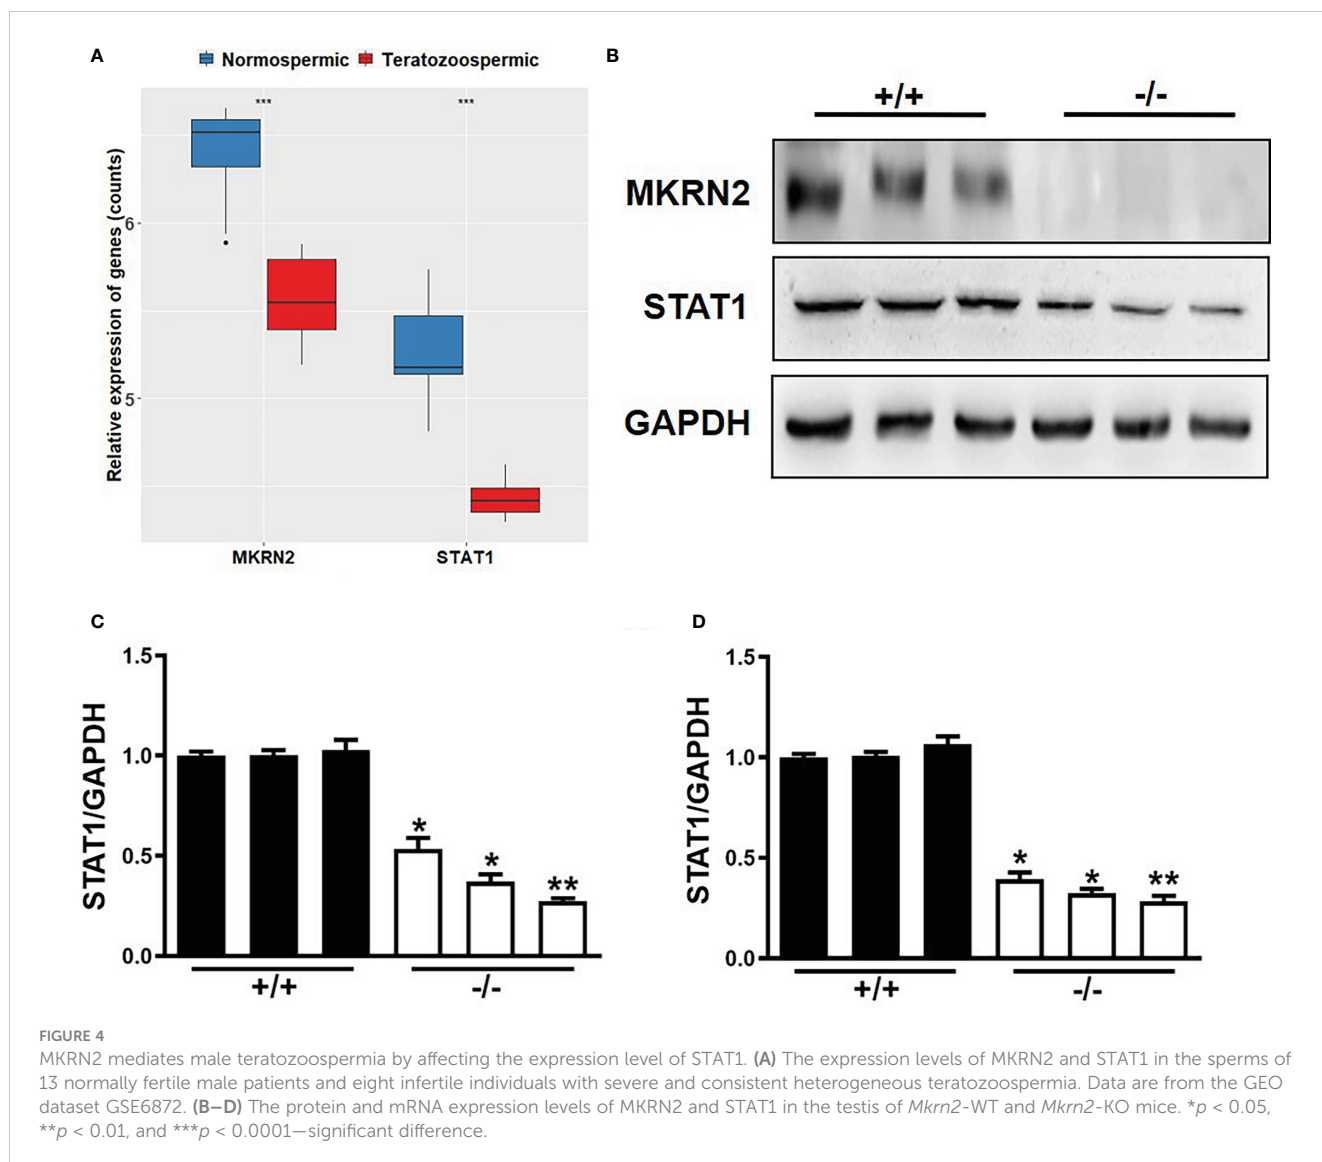 A
Normospermic Teratozoospermic
Relative expression of genes (counts)
*** ***
6
5
MKRN2 STAT1
B
+/+ -/-
MKRN2
STAT1
GAPDH
C
STAT1/GAPDH
1.5
1.0
0.5
0.0
* * **
+/+ -/-
D
STAT1/GAPDH
1.5
1.0
0.5
0.0
* * **
+/+ -/-
FIGURE 4
MKRN2 mediates male teratozoospermia by affecting the expression level of STAT1. (A) The expression levels of MKRN2 and STAT1 in the sperms of
13 normally fertile male patients and eight infertile individuals with severe and consistent heterogeneous teratozoospermia. Data are from the GEO
dataset GSE6872. (B–D) The protein and mRNA expression levels of MKRN2 and STAT1 in the testis of Mkrn2-WT and Mkrn2-KO mice. *p < 0.05,
**p < 0.01, and ***p < 0.0001—significant difference.